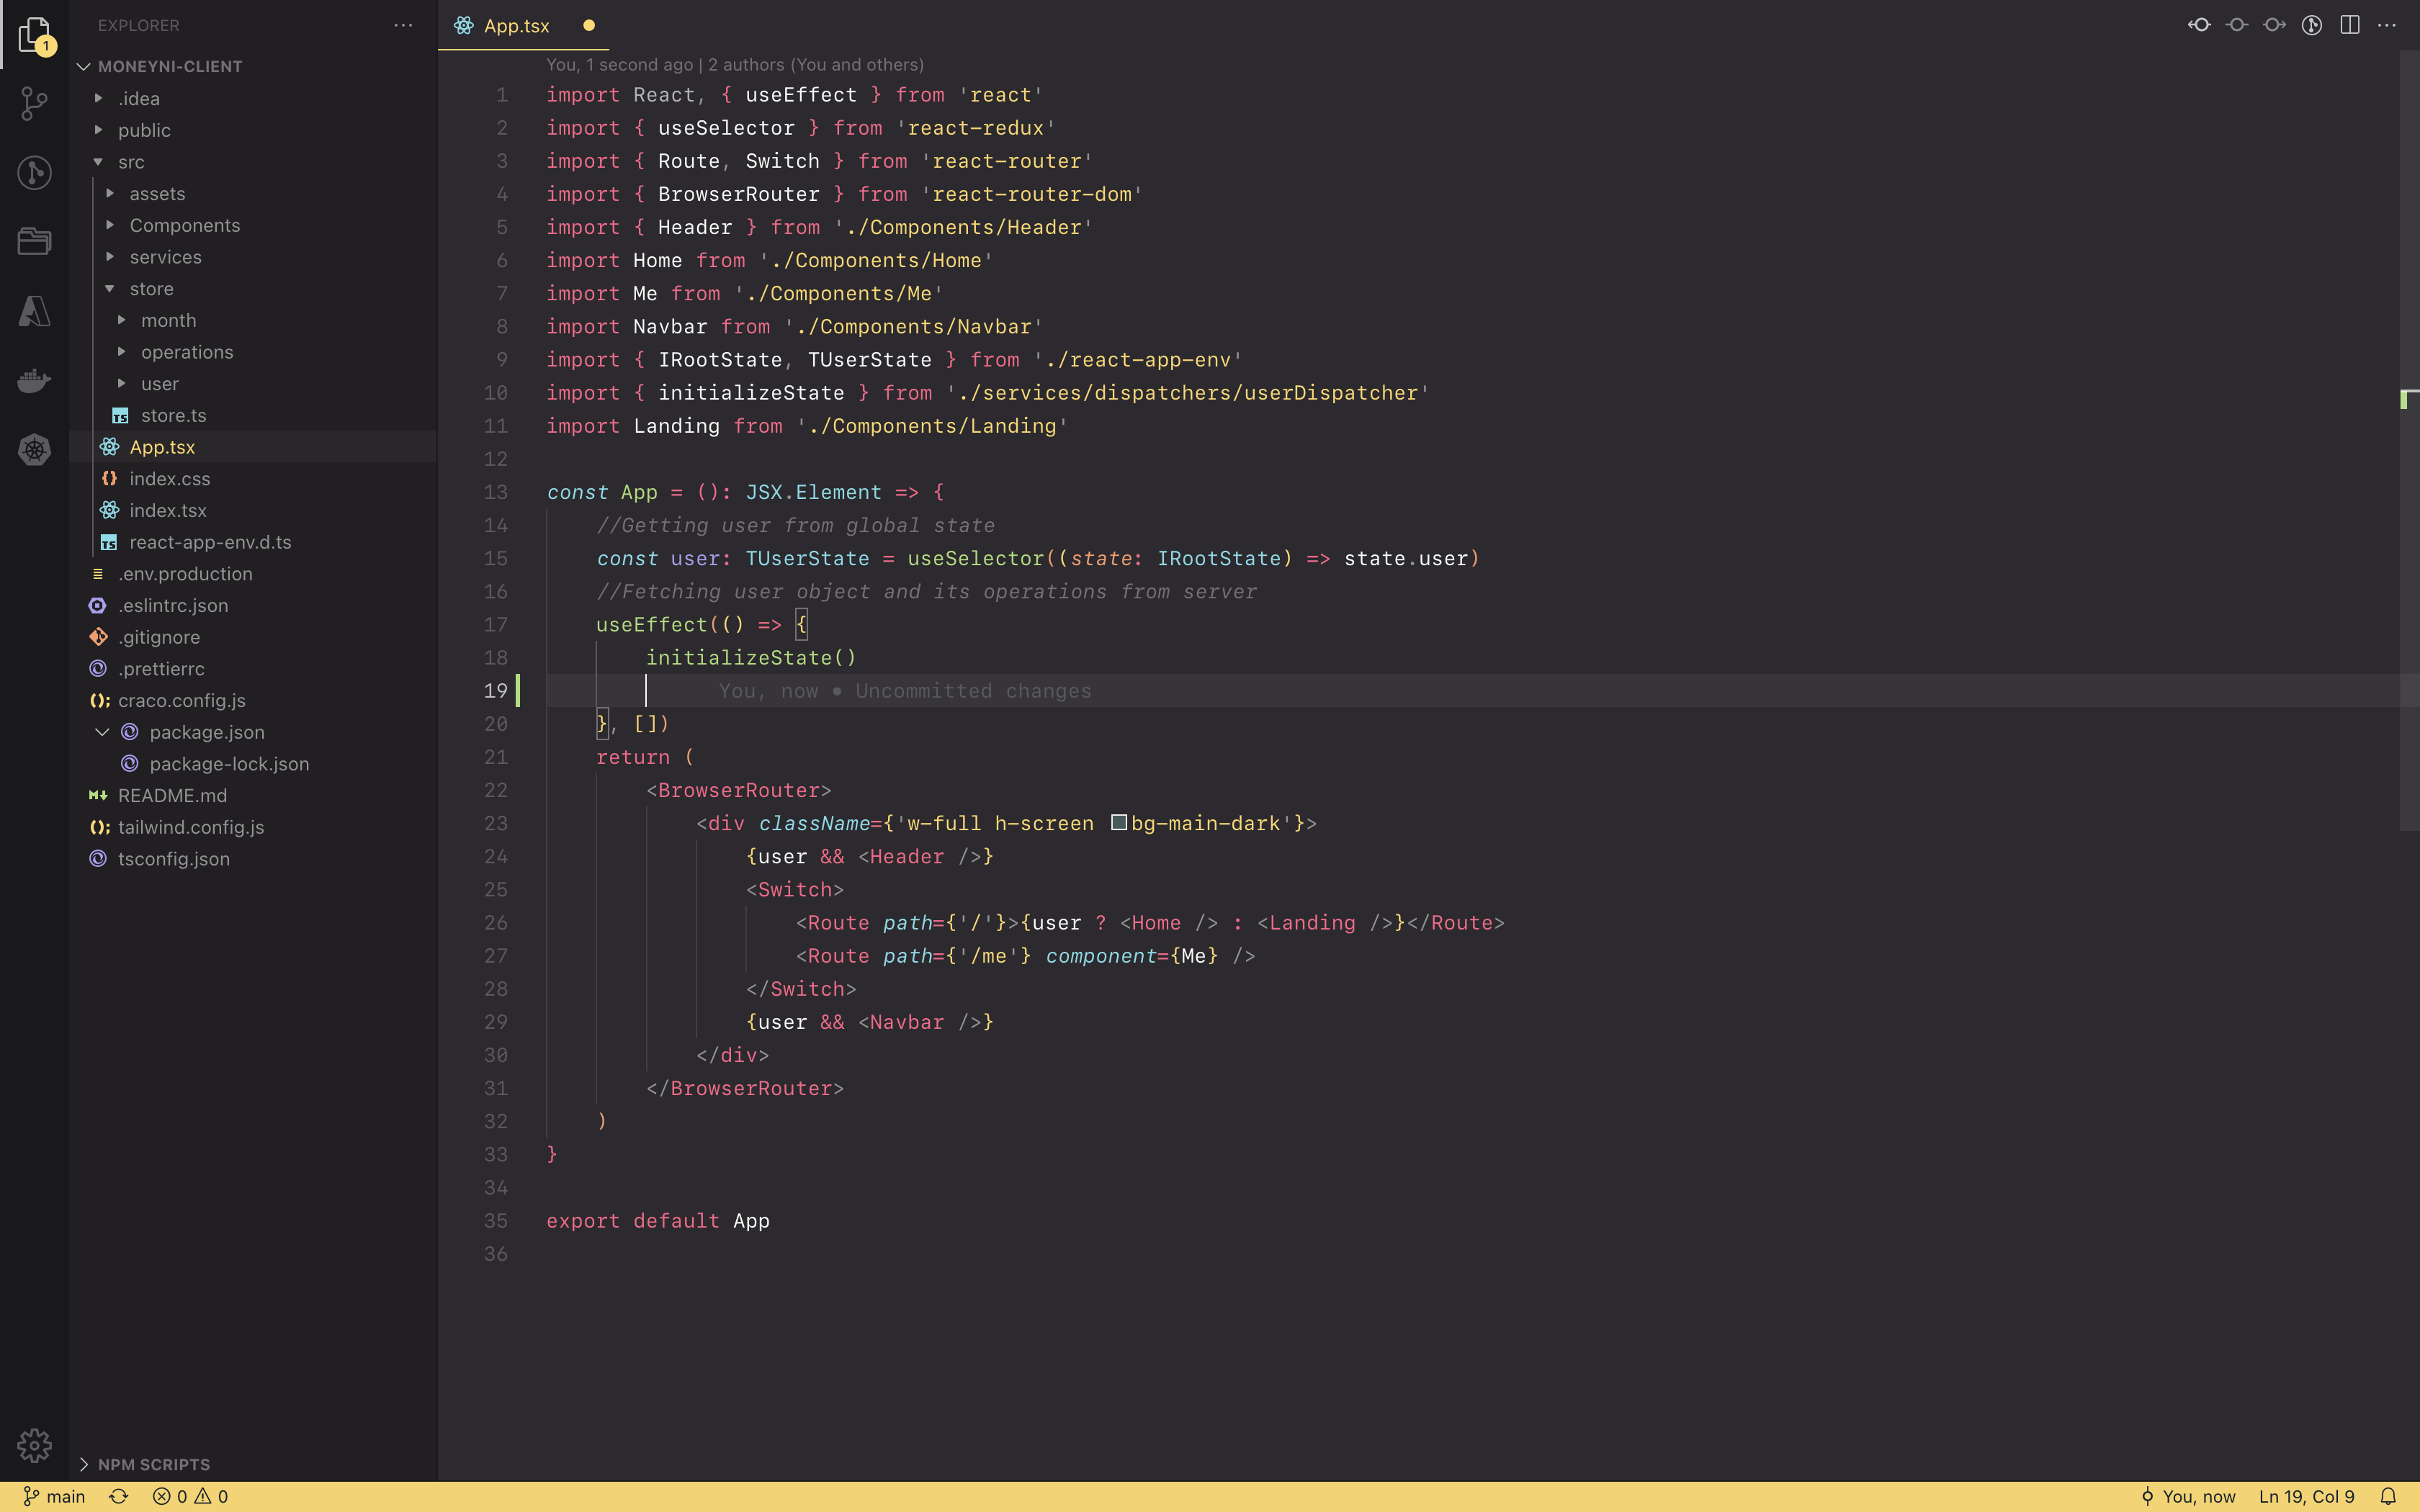 EXPLORER
MONEYNI-CLIENT
.idea
public
src
assets
Components
services
store
month
operations
user
store.ts
App.tsx
index.css
index.tsx
react-app-env.d.ts
.env.production
.eslintrc.json
.gitignore
.prettierrc
craco.config.js
package.json
package-lock.json
README.md
tailwind.config.js
tsconfig.json
NPM SCRIPTS
1
App.tsx
You, 1 second ago | 2 authors (You and others)
1 import React, { useEffect } from 'react'
2 import { useSelector } from 'react-redux'
3 import { Route, Switch } from 'react-router'
4 import { BrowserRouter } from 'react-router-dom'
5 import { Header } from './Components/Header'
6 import Home from './Components/Home'
7 import Me from './Components/Me'
8 import Navbar from './Components/Navbar'
9 import { IRootState, TUserState } from './react-app-env'
10 import { initializeState } from './services/dispatchers/userDispatcher'
11 import Landing from './Components/Landing'
12
13 const App = (): JSX.Element => {
14 //Getting user from global state
15 const user: TUserState = useSelector((state: IRootState) => state.user)
16 //Fetching user object and its operations from server
17 useEffect(() => {
18 initializeState()
19 You, now • Uncommitted changes
20 }, [])
21 return (
22 <BrowserRouter>
23 <div className={'w-full h-screen bg-main-dark'}>
24 {user && <Header />}
25 <Switch>
26 <Route path={'/'}>{user ? <Home /> : <Landing />}</Route>
27 <Route path={'/me'} component={Me} />
28 </Switch>
29 {user && <Navbar />}
30 </div>
31 </BrowserRouter>
32 )
33 }
34
35 export default App
36
main 0 0 You, now Ln 19, Col 9